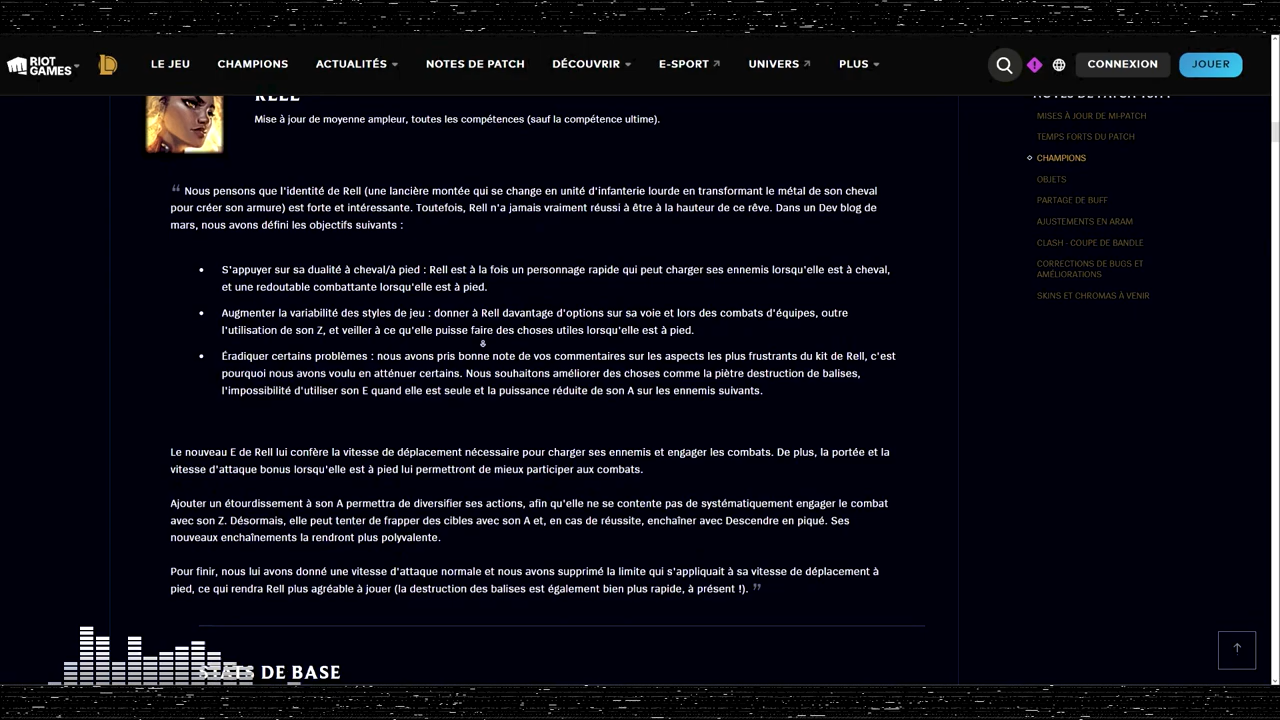 RIOT GAMES
LE JEU CHAMPIONS ACTUALITÉS NOTES DE PATCH DÉCOUVRIR E-SPORT UNIVERS PLUS CONNEXION JOUER
RELL
Mise à jour de moyenne ampleur, toutes les compétences (sauf la compétence ultime).
“ Nous pensons que l'identité de Rell (une lancière montée qui se change en unité d'infanterie lourde en transformant le métal de son cheval
pour créer son armure) est forte et intéressante. Toutefois, Rell n'a jamais vraiment réussi à être à la hauteur de ce rêve. Dans un Dev blog de
mars, nous avons défini les objectifs suivants :
• S'appuyer sur sa dualité à cheval/à pied : Rell est à la fois un personnage rapide qui peut charger ses ennemis lorsqu'elle est à cheval,
et une redoutable combattante lorsqu'elle est à pied.
• Augmenter la variabilité des styles de jeu : donner à Rell davantage d'options sur sa voie et lors des combats d'équipes, outre
l'utilisation de son Z, et veiller à ce qu'elle puisse faire des choses utiles lorsqu'elle est à pied.
• Éradiquer certains problèmes : nous avons pris bonne note de vos commentaires sur les aspects les plus frustrants du kit de Rell, c'est
pourquoi nous avons voulu en atténuer certains. Nous souhaitons améliorer des choses comme la piètre destruction de balises,
l'impossibilité d'utiliser son E quand elle est seule et la puissance réduite de son A sur les ennemis suivants.
Le nouveau E de Rell lui confère la vitesse de déplacement nécessaire pour charger ses ennemis et engager les combats. De plus, la portée et la
vitesse d'attaque bonus lorsqu'elle est à pied lui permettront de mieux participer aux combats.
Ajouter un étourdissement à son A permettra de diversifier ses actions, afin qu'elle ne se contente pas de systématiquement engager le combat
avec son Z. Désormais, elle peut tenter de frapper des cibles avec son A et, en cas de réussite, enchaîner avec Descendre en piqué. Ses
nouveaux enchaînements la rendront plus polyvalente.
Pour finir, nous lui avons donné une vitesse d'attaque normale et nous avons supprimé la limite qui s'appliquait à sa vitesse de déplacement à
pied, ce qui rendra Rell plus agréable à jouer (la destruction des balises est également bien plus rapide, à présent !). ”
STATS DE BASE
NOTES DE PATCH
MISES À JOUR DE MI-PATCH
TEMPS FORTS DU PATCH
CHAMPIONS
OBJETS
PARTAGE DE BUFF
AJUSTEMENTS EN ARAM
CLASH - COUPE DE BANDLE
CORRECTIONS DE BUGS ET
AMÉLIORATIONS
SKINS ET CHROMAS À VENIR